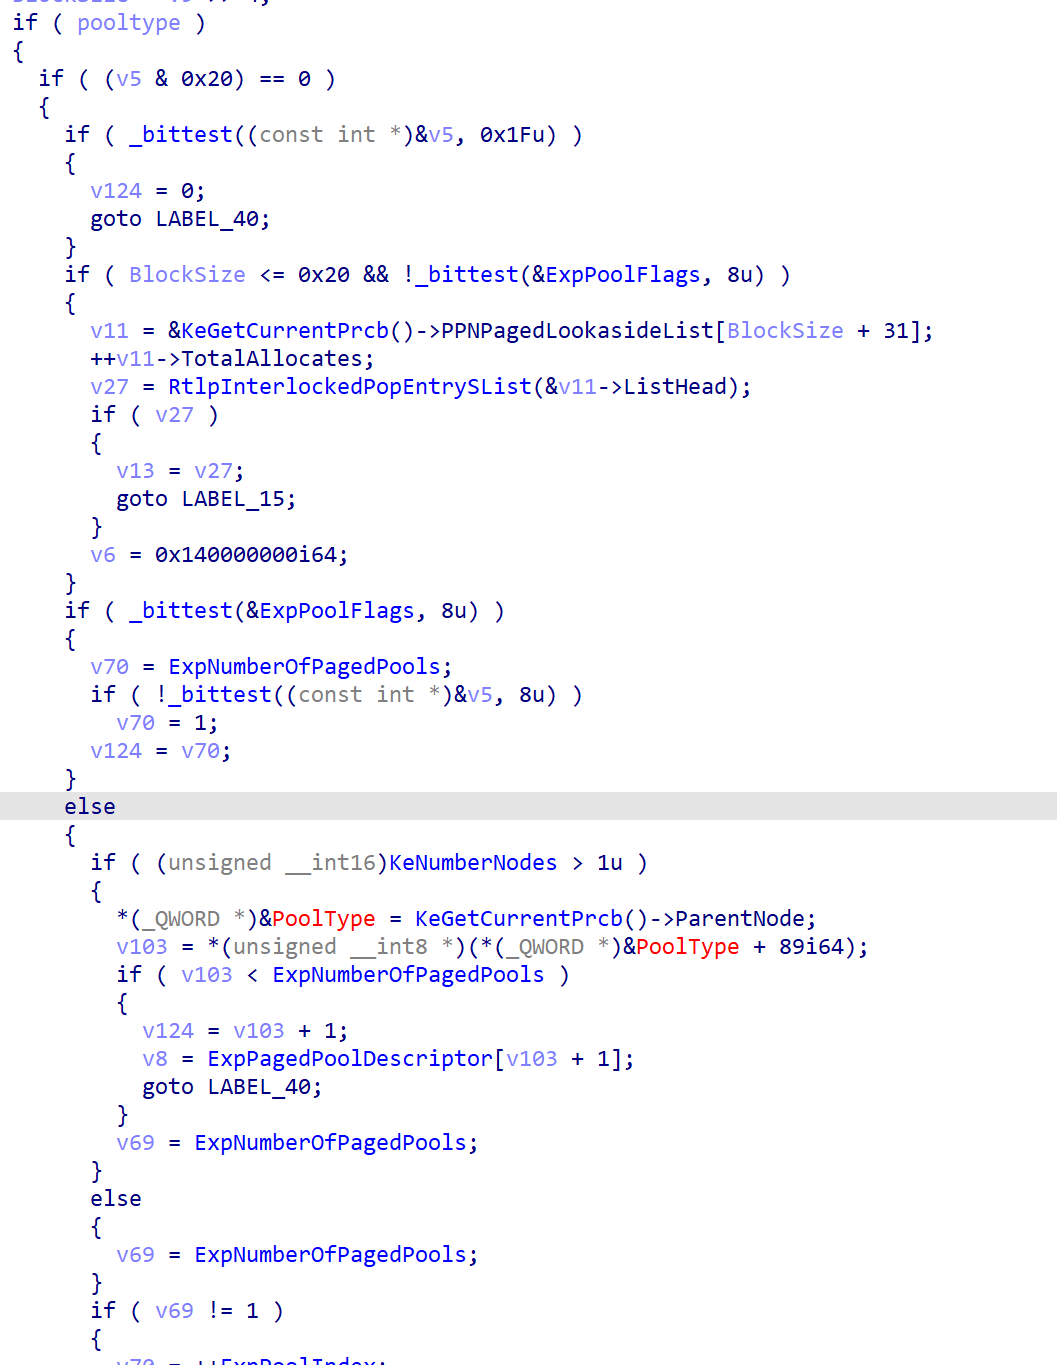 if ( pooltype )
{
if ( (v5 & 0x20) == 0 )
{
if ( _bittest((const int *)&v5, 0x1Fu) )
{
v124 = 0;
goto LABEL_40;
}
if ( BlockSize <= 0x20 && !_bittest(&ExpPoolFlags, 8u) )
{
v11 = &KeGetCurrentPrcb()->PPNPagedLookasideList[BlockSize + 31];
++v11->TotalAllocates;
v27 = RtlpInterlockedPopEntrySList(&v11->ListHead);
if ( v27 )
{
v13 = v27;
goto LABEL_15;
}
v6 = 0x140000000i64;
}
if ( _bittest(&ExpPoolFlags, 8u) )
{
v70 = ExpNumberOfPagedPools;
if ( !_bittest((const int *)&v5, 8u) )
v70 = 1;
v124 = v70;
}
else
{
if ( (unsigned __int16)KeNumberNodes > 1u )
{
*(_QWORD *)&PoolType = KeGetCurrentPrcb()->ParentNode;
v103 = *(unsigned __int8 *)(*(_QWORD *)&PoolType + 89i64);
if ( v103 < ExpNumberOfPagedPools )
{
v124 = v103 + 1;
v8 = ExpPagedPoolDescriptor[v103 + 1];
goto LABEL_40;
}
v69 = ExpNumberOfPagedPools;
}
else
{
v69 = ExpNumberOfPagedPools;
}
if ( v69 != 1 )
{